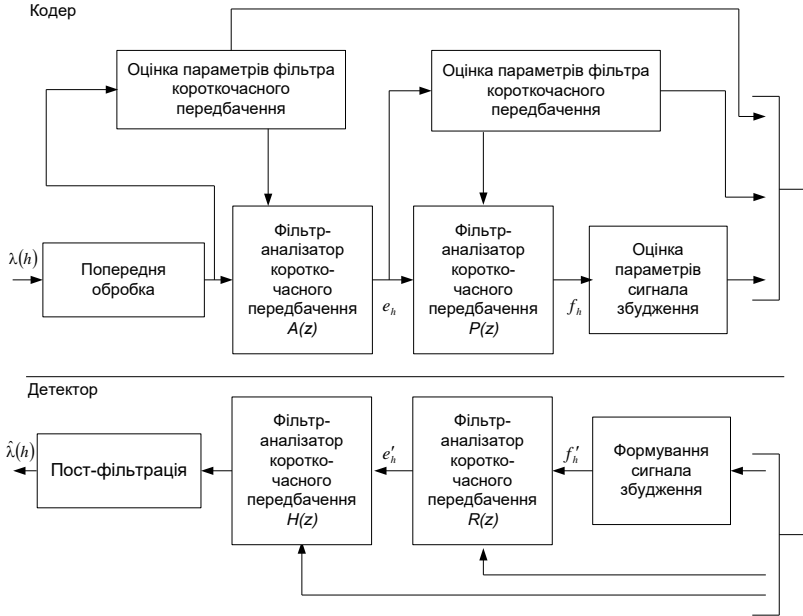 Кодер
Оцінка параметрів фільтра
короткочасного
передбачення
Оцінка параметрів фільтра
короткочасного
передбачення
λ(h)
Попередня
обробка
Фільтр-
аналізатор
коротко-
часного
передбачення
A(z)
e_h
Фільтр-
аналізатор
коротко-
часного
передбачення
P(z)
f_h
Оцінка
параметрів
сигнала
збудження
Детектор
λ̂(h)
Пост-фільтрація
Фільтр-
аналізатор
коротко-
часного
передбачення
H(z)
e′_h
Фільтр-
аналізатор
коротко-
часного
передбачення
R(z)
f′_h
Формування
сигнала
збудження